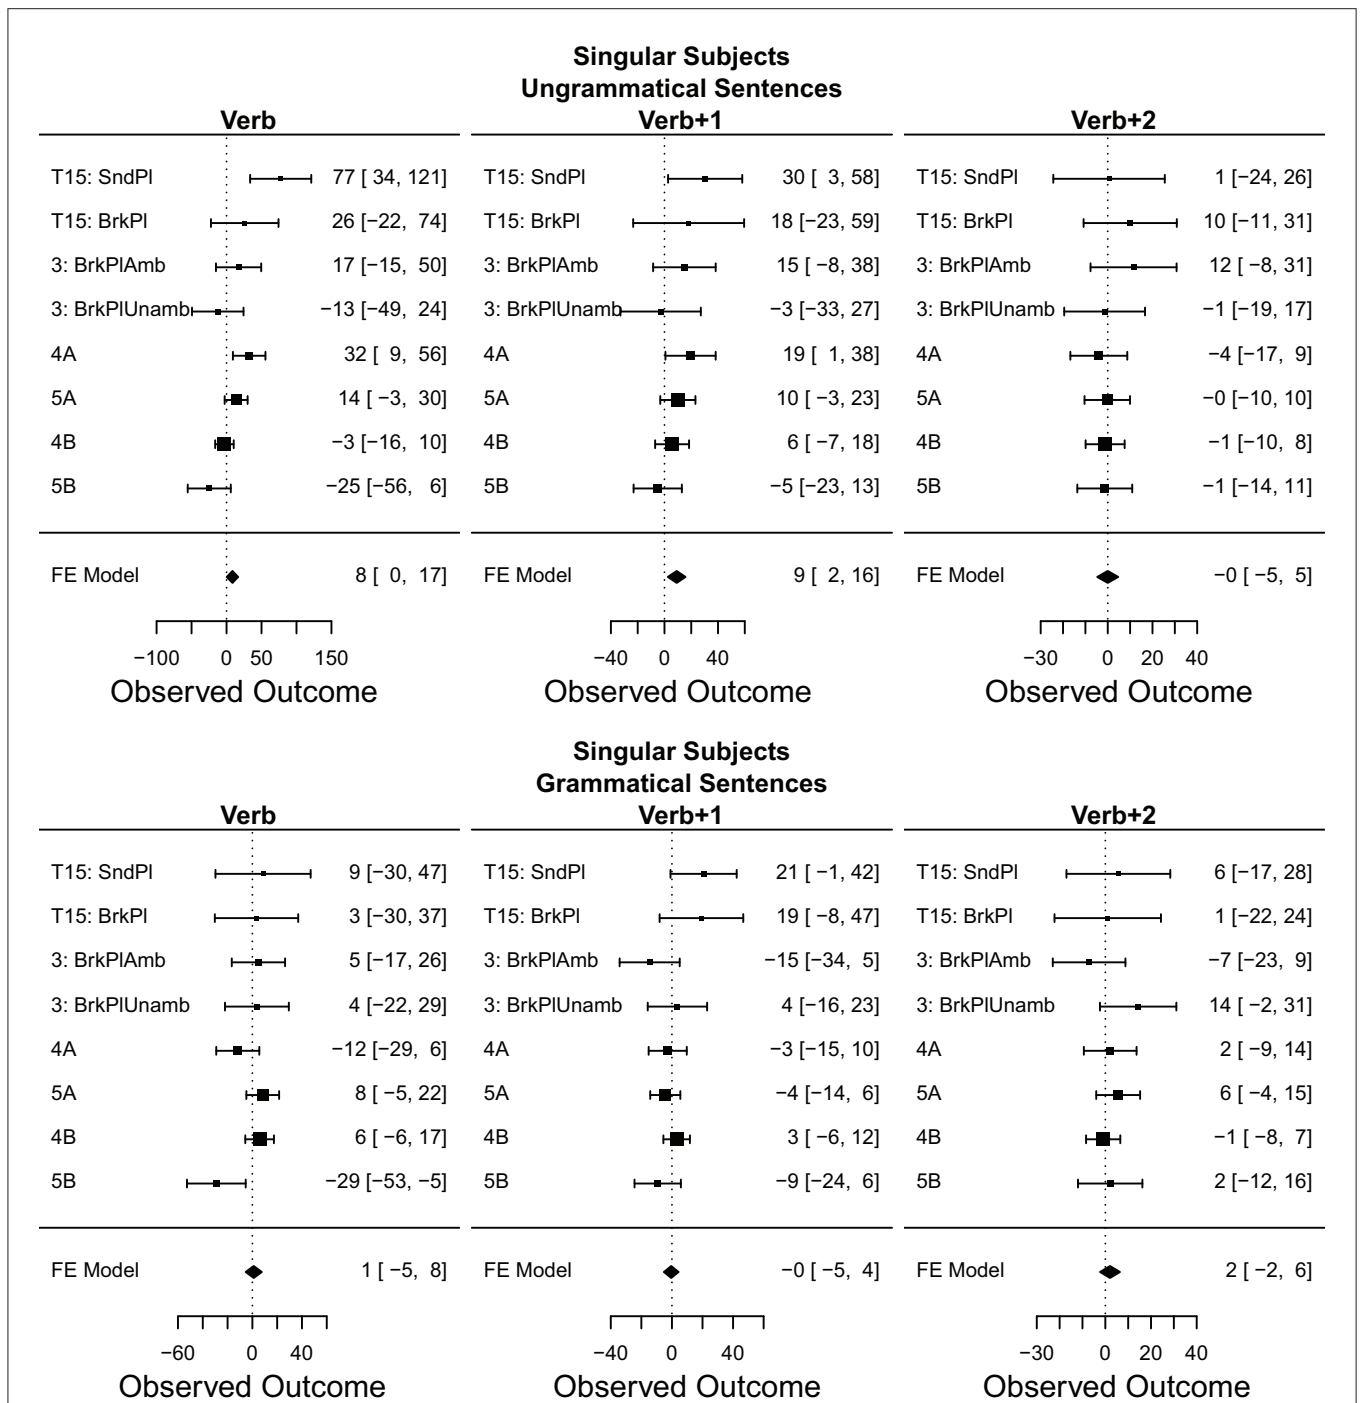 Singular Subjects
Ungrammatical Sentences
Verb Verb+1 Verb+2
T15: SndPl 77 [ 34, 121] T15: SndPl 30 [ 3, 58] T15: SndPl 1 [−24, 26]
T15: BrkPl 26 [−22, 74] T15: BrkPl 18 [−23, 59] T15: BrkPl 10 [−11, 31]
3: BrkPlAmb 17 [−15, 50] 3: BrkPlAmb 15 [−8, 38] 3: BrkPlAmb 12 [−8, 31]
3: BrkPlUnamb −13 [−49, 24] 3: BrkPlUnamb −3 [−33, 27] 3: BrkPlUnamb −1 [−19, 17]
4A 32 [ 9, 56] 4A 19 [ 1, 38] 4A −4 [−17, 9]
5A 14 [ −3, 30] 5A 10 [ −3, 23] 5A −0 [−10, 10]
4B −3 [−16, 10] 4B 6 [ −7, 18] 4B −1 [−10, 8]
5B −25 [−56, 6] 5B −5 [−23, 13] 5B −1 [−14, 11]
FE Model 8 [ 0, 17] FE Model 9 [ 2, 16] FE Model −0 [ −5, 5]
−100 0 50 150 −40 0 40 −30 0 20 40
Observed Outcome Observed Outcome Observed Outcome
Singular Subjects
Grammatical Sentences
Verb Verb+1 Verb+2
T15: SndPl 9 [−30, 47] T15: SndPl 21 [ −1, 42] T15: SndPl 6 [−17, 28]
T15: BrkPl 3 [−30, 37] T15: BrkPl 19 [ −8, 47] T15: BrkPl 1 [−22, 24]
3: BrkPlAmb 5 [−17, 26] 3: BrkPlAmb −15 [−34, 5] 3: BrkPlAmb −7 [−23, 9]
3: BrkPlUnamb 4 [−22, 29] 3: BrkPlUnamb 4 [−16, 23] 3: BrkPlUnamb 14 [ −2, 31]
4A −12 [−29, 6] 4A −3 [−15, 10] 4A 2 [ −9, 14]
5A 8 [ −5, 22] 5A −4 [−14, 6] 5A 6 [ −4, 15]
4B 6 [ −6, 17] 4B 3 [ −6, 12] 4B −1 [ −8, 7]
5B −29 [−53, −5] 5B −9 [−24, 6] 5B 2 [−12, 16]
FE Model 1 [ −5, 8] FE Model −0 [ −5, 4] FE Model 2 [ −2, 6]
−60 0 40 −40 0 40 −30 0 20 40
Observed Outcome Observed Outcome Observed Outcome